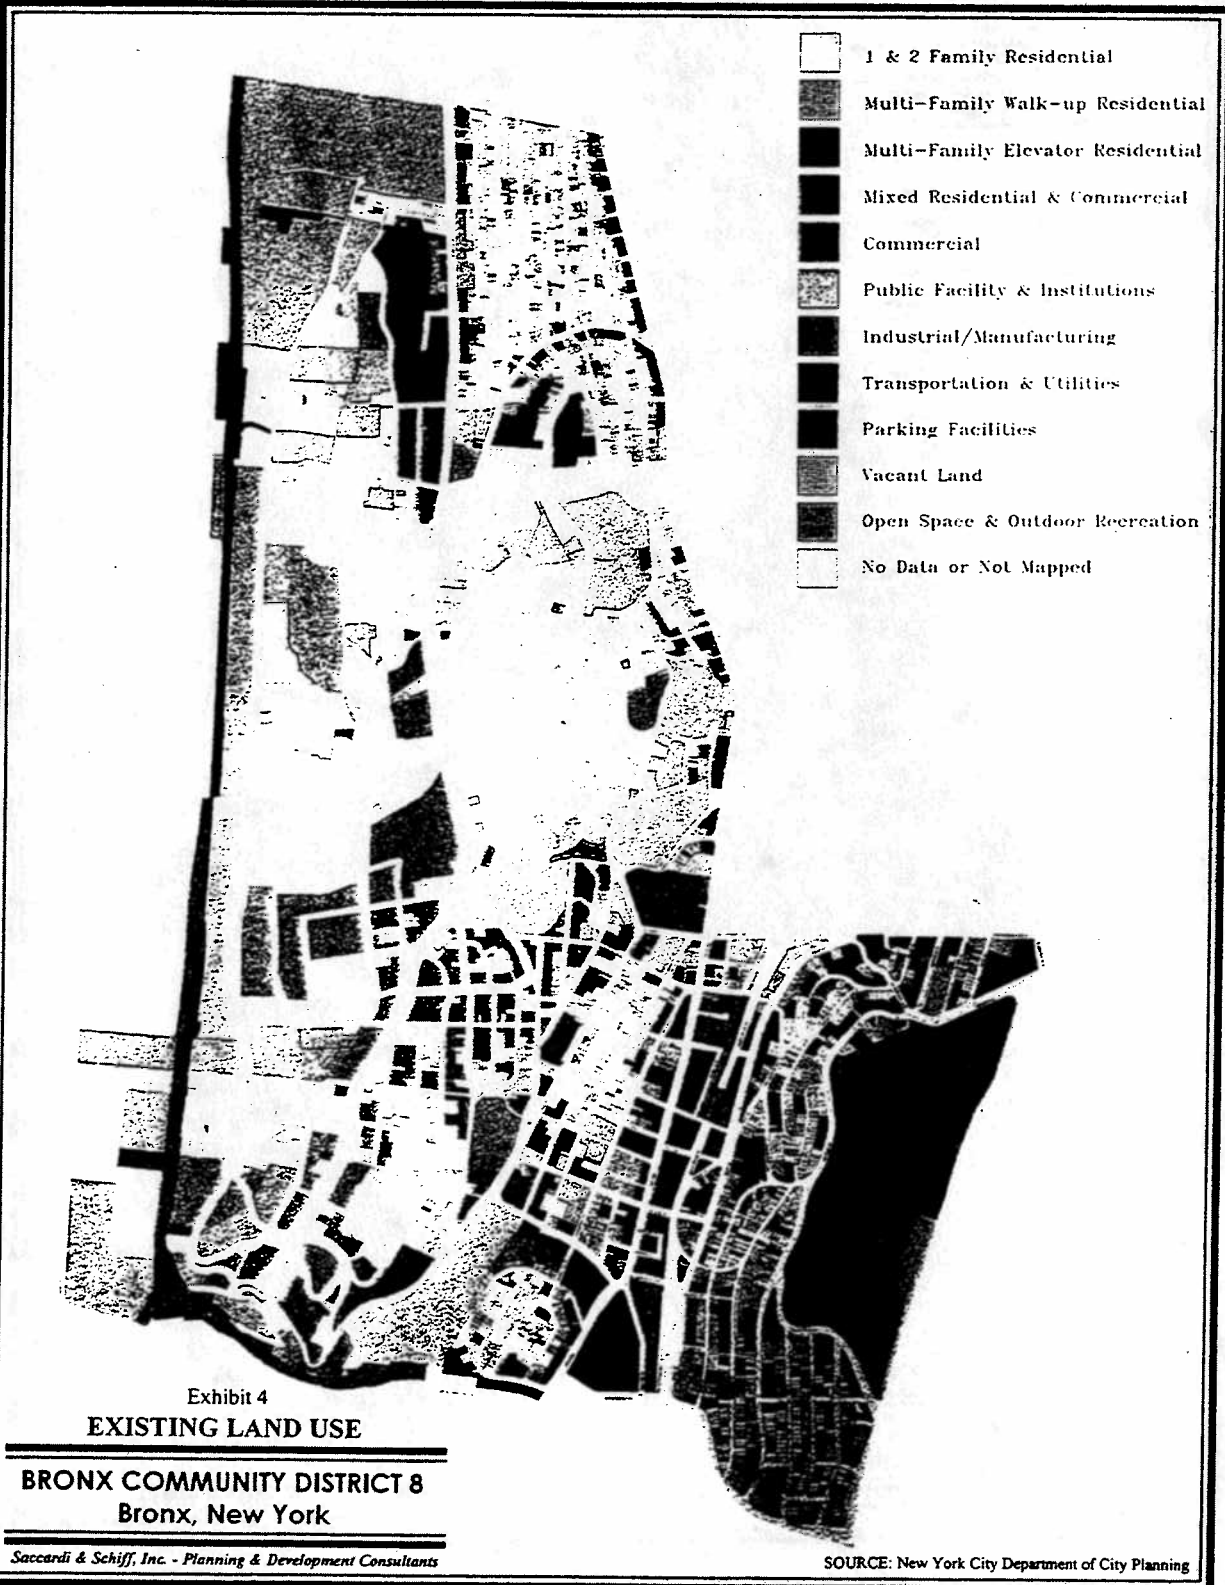 1 & 2 Family Residential
Multi-Family Walk-up Residential
Multi-Family Elevator Residential
Mixed Residential & Commercial
Commercial
Public Facility & Institutions
Industrial/Manufacturing
Transportation & Utilities
Parking Facilities
Vacant Land
Open Space & Outdoor Recreation
No Data or Not Mapped
Exhibit 4
EXISTING LAND USE
BRONX COMMUNITY DISTRICT 8
Bronx, New York
Saccardi & Schiff, Inc. - Planning & Development Consultants
SOURCE: New York City Department of City Planning